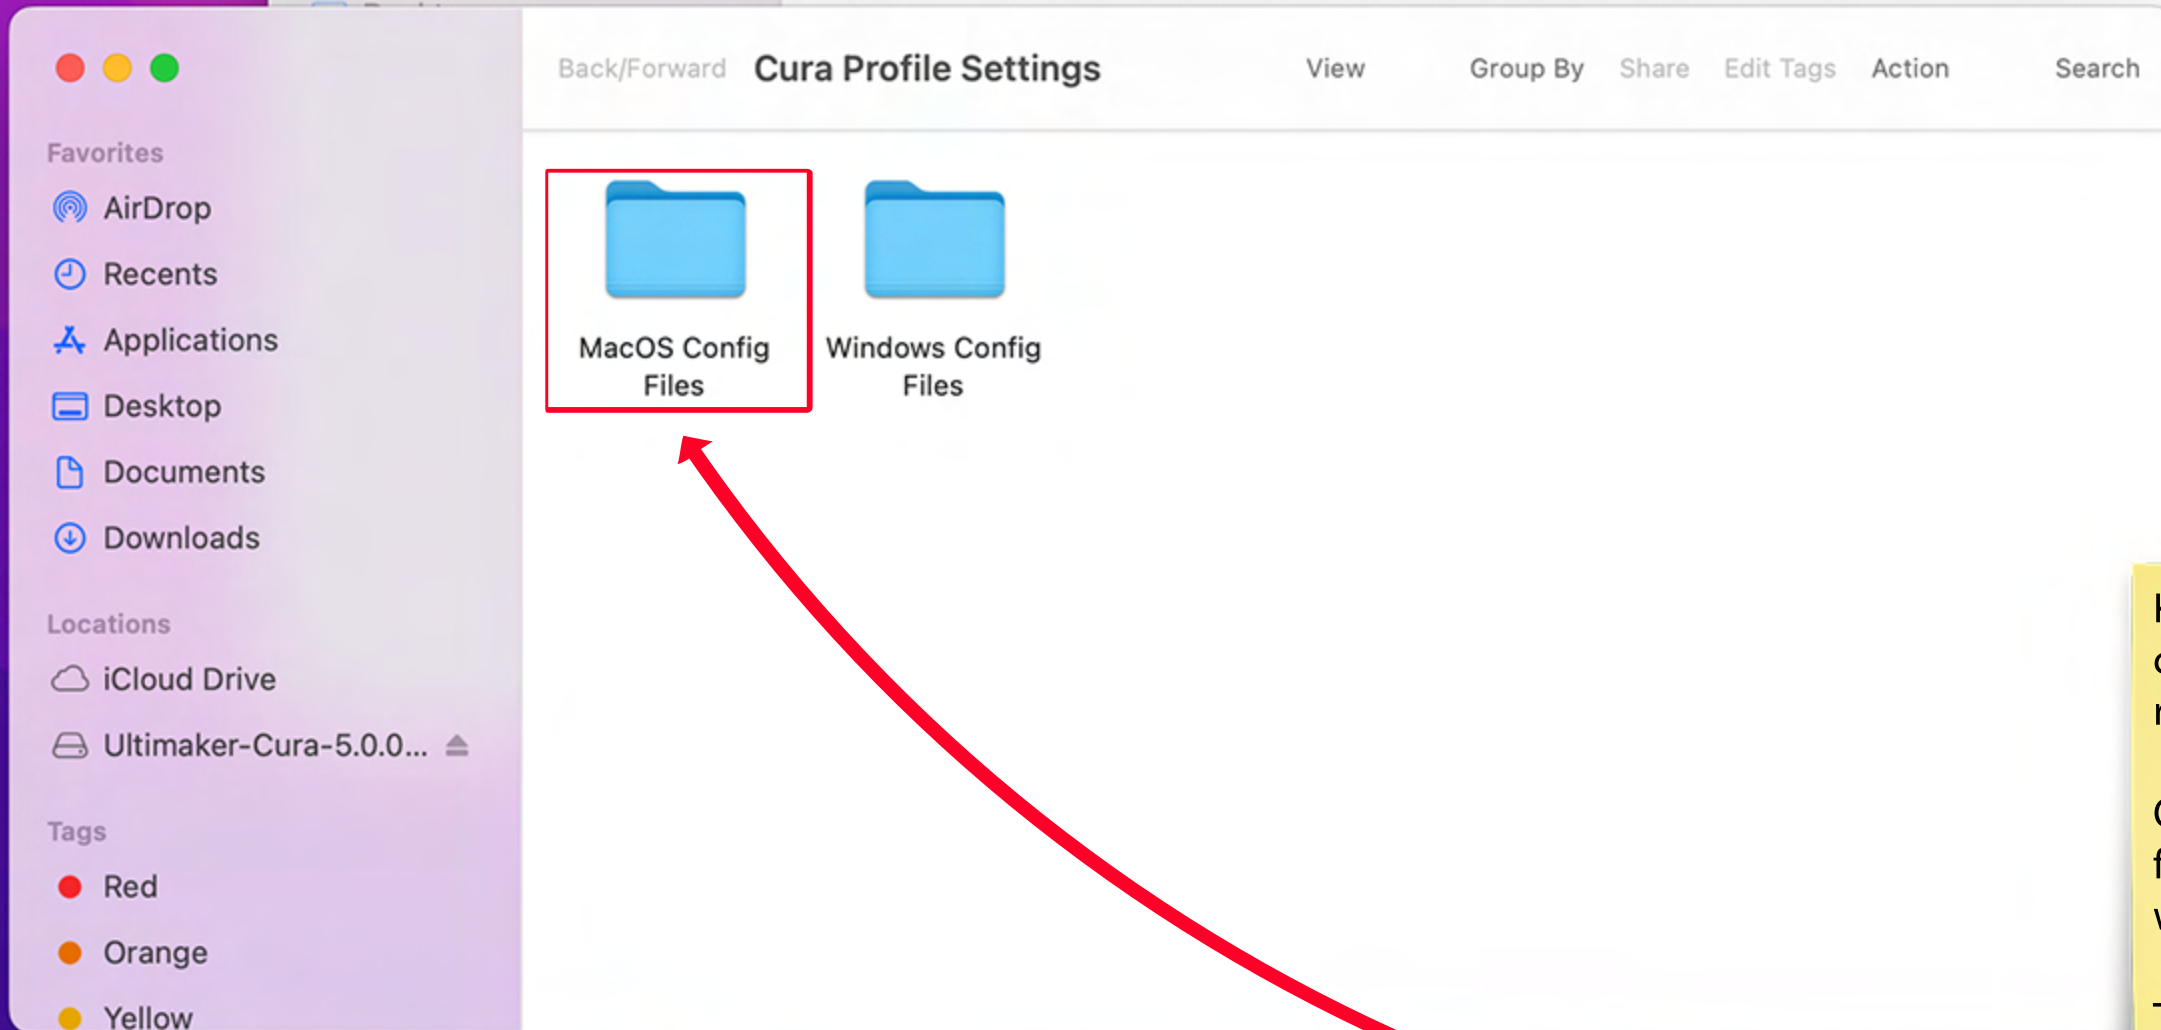 Back/Forward Cura Profile Settings View Group By Share Edit Tags Action Search
Favorites
AirDrop
Recents
Applications
Desktop
Documents
Downloads
Locations
iCloud Drive
Ultimaker-Cura-5.0.0...
Tags
Red
Orange
Yellow
MacOS Config
Files
Windows Config
Files